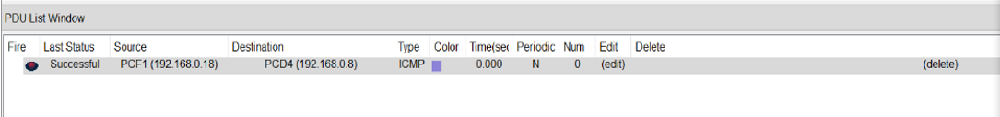 PDU List Window
Fire Last Status Source Destination Type Color Time(sec Periodic Num Edit Delete
Successful PCF1 (192.168.0.18) PCD4 (192.168.0.8) ICMP 0.000 N 0 (edit) (delete)